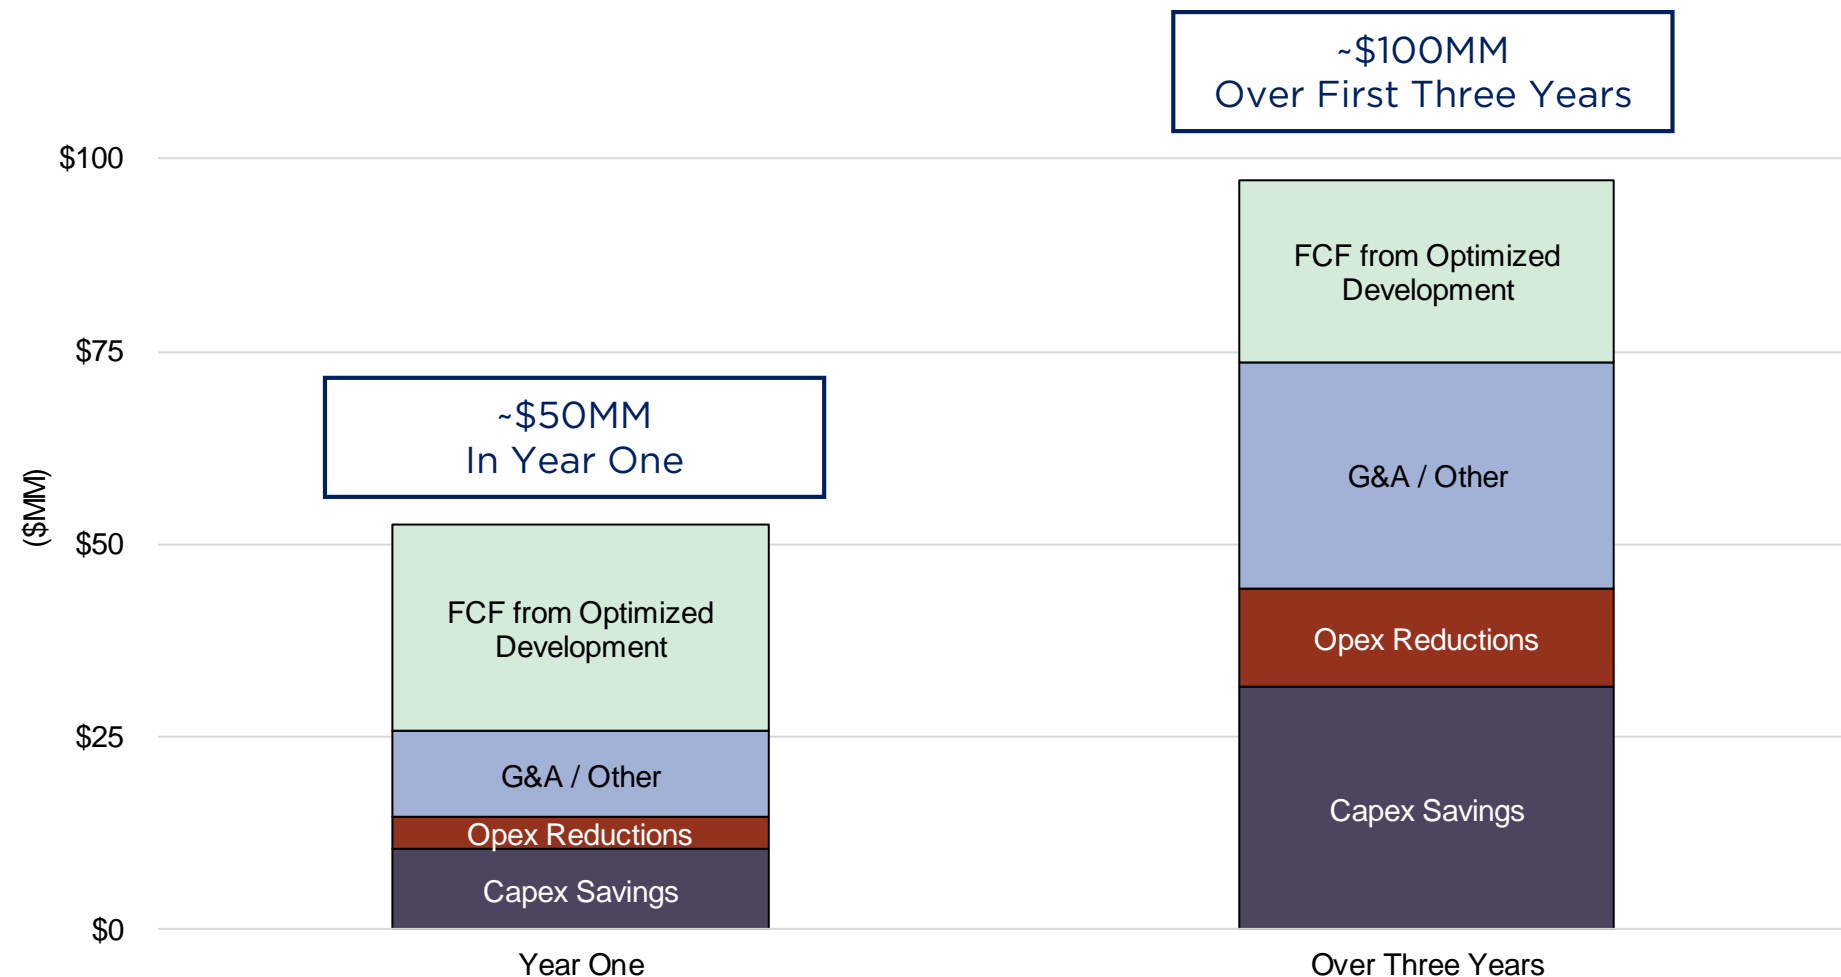 ~$100MM
Over First Three Years
$100
FCF from Optimized
Development
$75
~$50MM
In Year One
G&A / Other
($MM)
$50
FCF from Optimized
Development
Opex Reductions
$25
G&A / Other
Capex Savings
Opex Reductions
Capex Savings
$0
Year One
Over Three Years